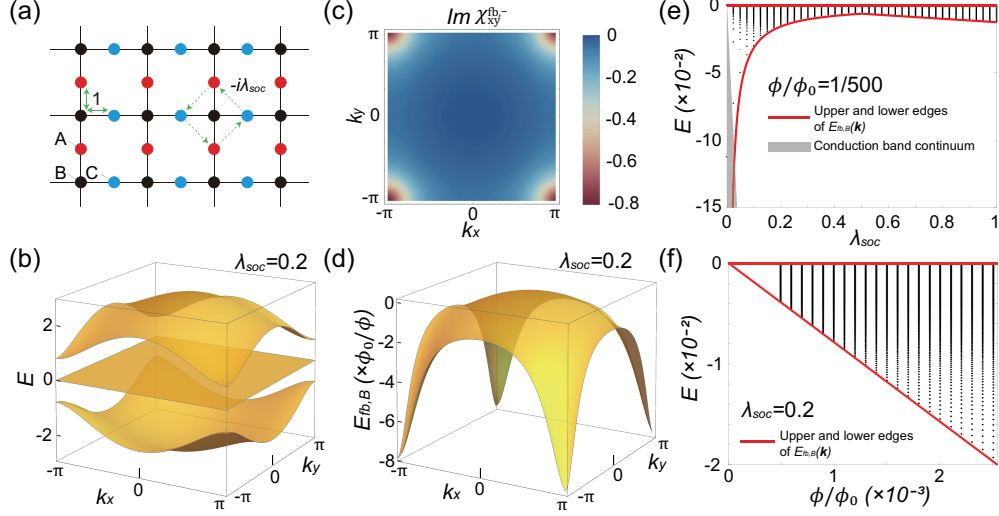 (a)
1
-iλsoc
A
B
C
(b)
λsoc=0.2
2
0
-2
E
-π
0
π
kx
-π
0
π
ky
(c)
Im χxy^fb,−
π
0
-π
ky
-π
0
π
kx
0
-0.2
-0.4
-0.6
-0.8
(d)
λsoc=0.2
0
-2
-4
-6
-8
Efb,B (×ϕ0/ϕ)
-π
0
π
kx
-π
0
π
ky
(e)
0
-5
-10
-15
E (×10⁻²)
ϕ/ϕ0=1/500
Upper and lower edges
of Efb,B(k)
Conduction band continuum
0
0.2
0.4
0.6
0.8
1
λsoc
(f)
0
-1
-2
E (×10⁻²)
λsoc=0.2
Upper and lower edges
of Efb,B(k)
0
1
2
ϕ/ϕ0 (×10⁻³)